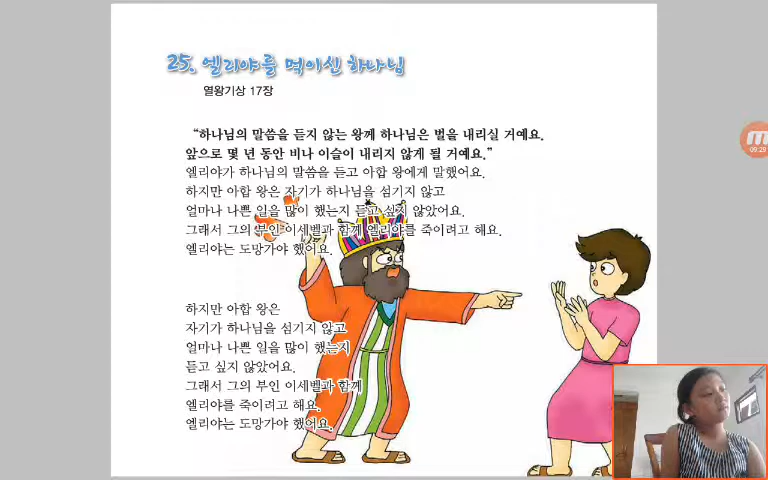 25. 엘리야를 먹이신 하나님
열왕기상 17장
“하나님의 말씀을 듣지 않는 왕께 하나님은 벌을 내리실 거예요.
앞으로 몇 년 동안 비나 이슬이 내리지 않게 될 거예요.”
엘리야가 하나님의 말씀을 듣고 아합 왕에게 말했어요.
하지만 아합 왕은 자기가 하나님을 섬기지 않고
얼마나 나쁜 일을 많이 했는지 듣고 싶지 않았어요.
그래서 그의 부인 이세벨과 함께 엘리야를 죽이려고 해요.
엘리야는 도망가야 했어요.
하지만 아합 왕은
자기가 하나님을 섬기지 않고
얼마나 나쁜 일을 많이 했는지
듣고 싶지 않았어요.
그래서 그의 부인 이세벨과 함께
엘리야를 죽이려고 해요.
엘리야는 도망가야 했어요.
09:29